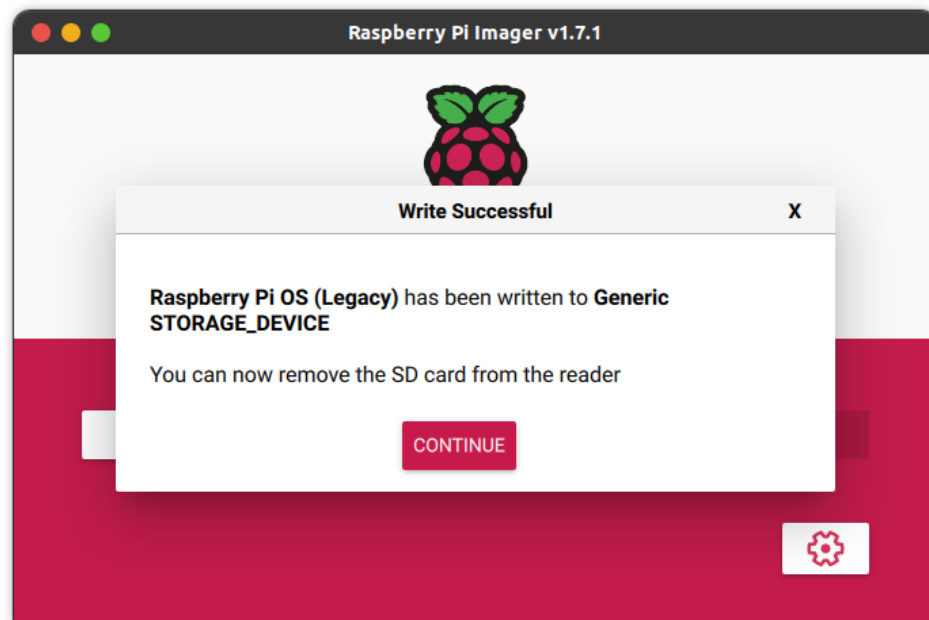 Raspberry Pi Imager v1.7.1
Write Successful
X
Raspberry Pi OS (Legacy) has been written to Generic
STORAGE_DEVICE
You can now remove the SD card from the reader
CONTINUE